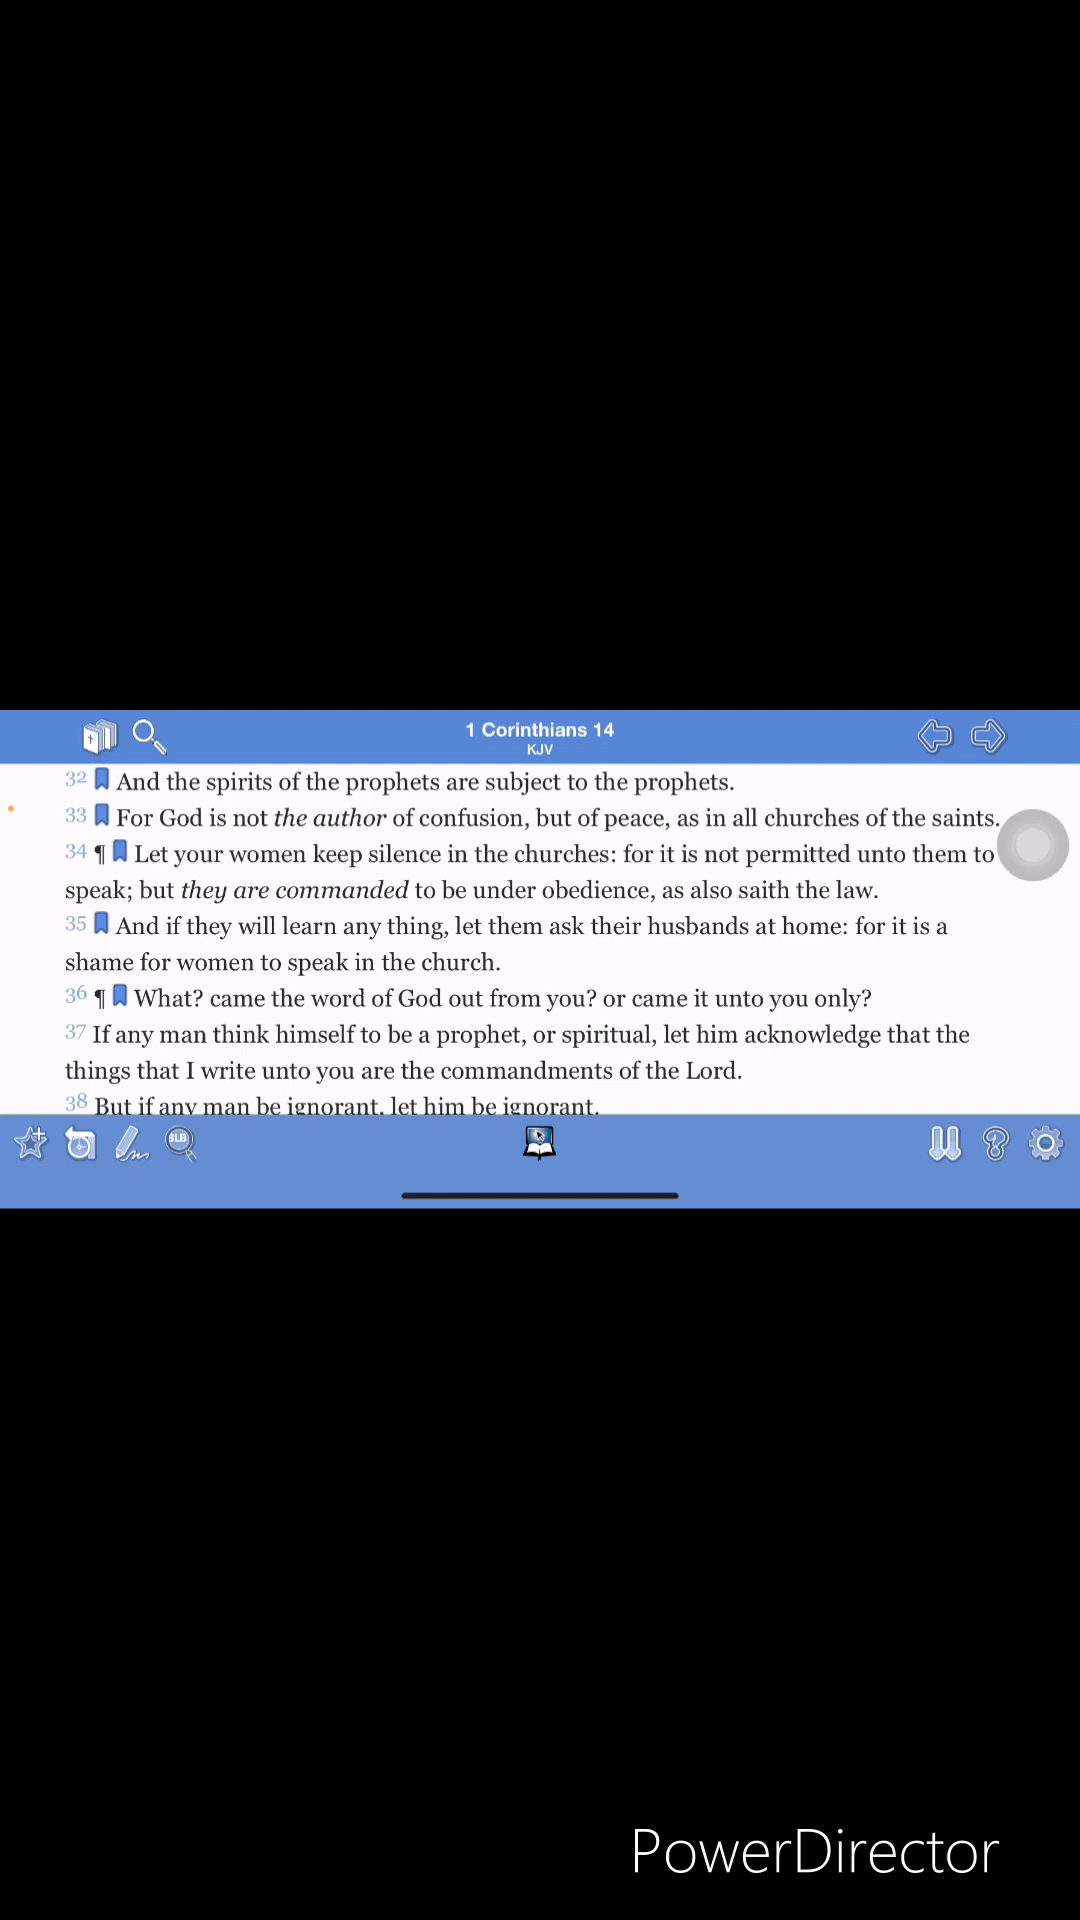 1 Corinthians 14
KJV
32 And the spirits of the prophets are subject to the prophets.
33 For God is not the author of confusion, but of peace, as in all churches of the saints.
34 ¶ Let your women keep silence in the churches: for it is not permitted unto them to
speak; but they are commanded to be under obedience, as also saith the law.
35 And if they will learn any thing, let them ask their husbands at home: for it is a
shame for women to speak in the church.
36 ¶ What? came the word of God out from you? or came it unto you only?
37 If any man think himself to be a prophet, or spiritual, let him acknowledge that the
things that I write unto you are the commandments of the Lord.
38 But if any man be ignorant, let him be ignorant.
BLB
PowerDirector